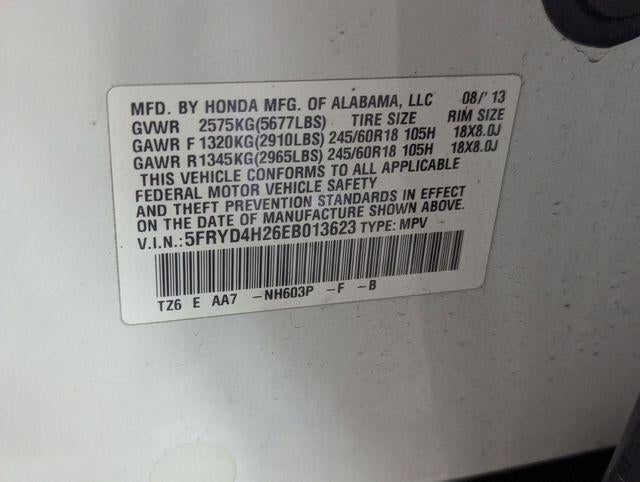 MFD. BY HONDA MFG. OF ALABAMA, LLC 08/'13
GVWR 2575KG(5677LBS) TIRE SIZE RIM SIZE
GAWR F 1320KG(2910LBS) 245/60R18 105H 18X8.0J
GAWR R1345KG(2965LBS) 245/60R18 105H 18X8.0J
THIS VEHICLE CONFORMS TO ALL APPLICABLE
FEDERAL MOTOR VEHICLE SAFETY
AND THEFT PREVENTION STANDARDS IN EFFECT
ON THE DATE OF MANUFACTURE SHOWN ABOVE.
V.I.N.:5FRYD4H26EB013623 TYPE: MPV
TZ6 E AA7 -NH603P -F -B